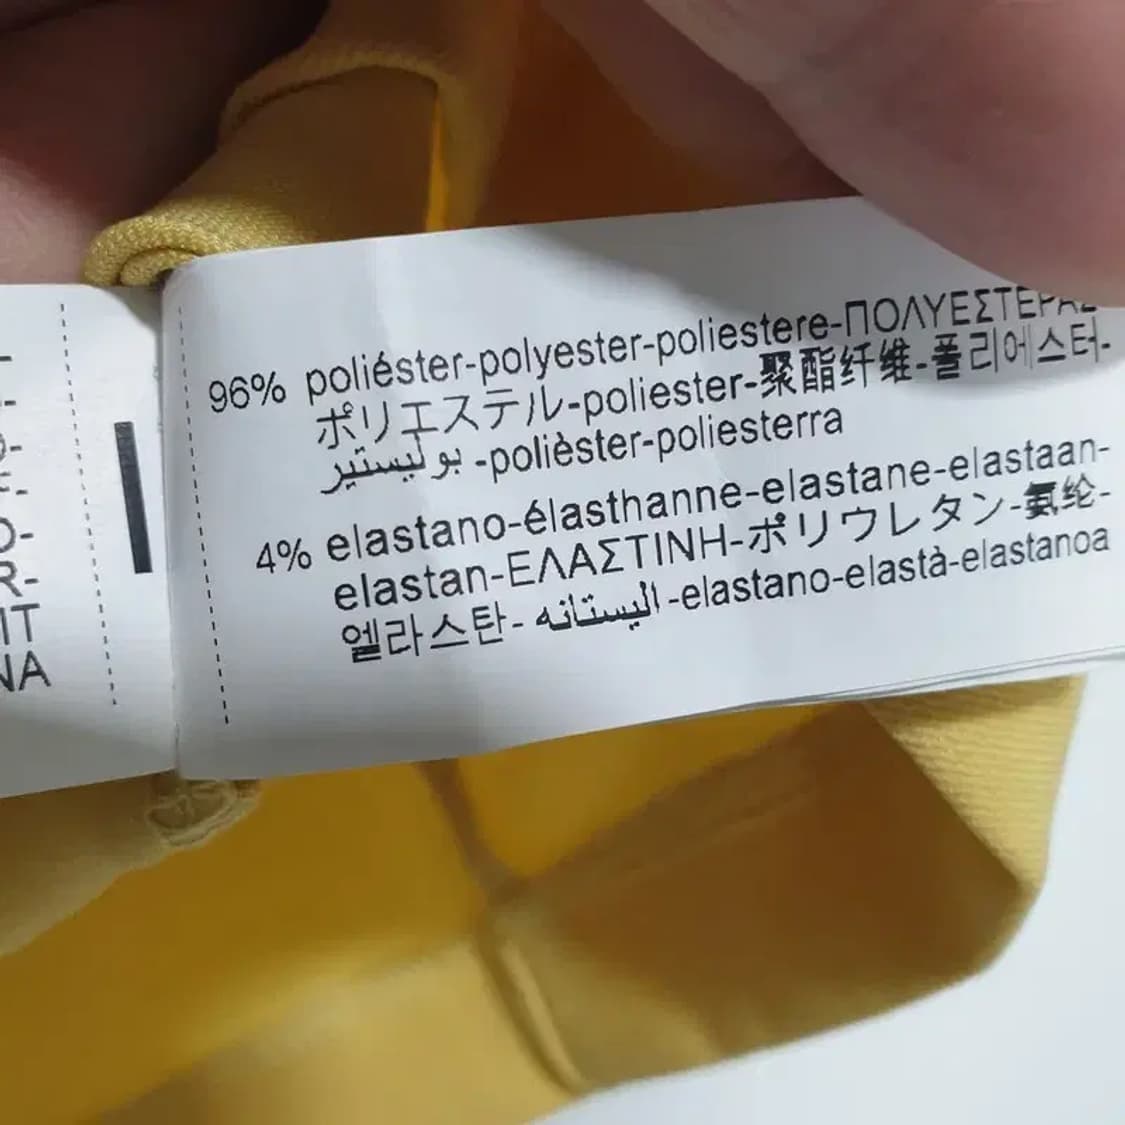 IT
NA
96% poliéster-polyester-poliestere-ΠΟΛΥΕΣΤΕΡΑΣ
ポリエステル-poliester-聚酯纤维-폴리에스터-
بوليستير -polièster-poliesterra
4% elastano-élasthanne-elastane-elastaan-
elastan-ΕΛΑΣΤΙΝΗ-ポリウレタン-氨纶-
엘라스탄- اليستانه -elastano-elastà-elastanoa